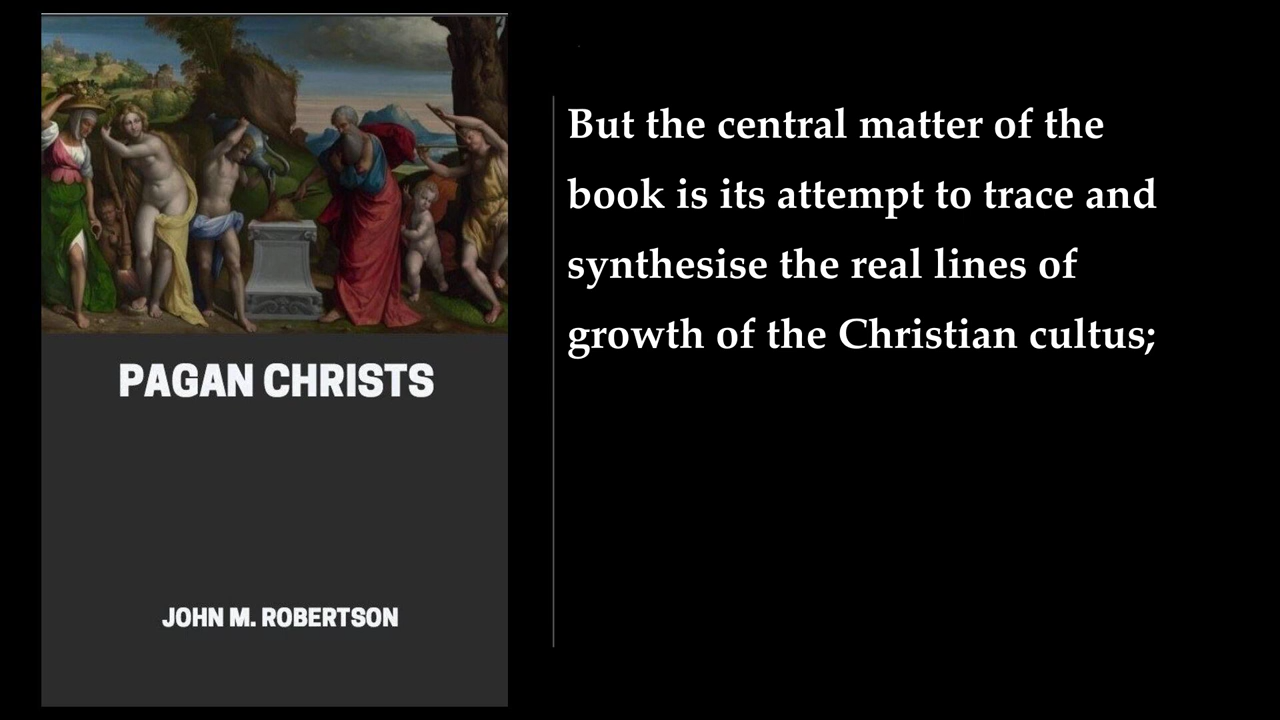 PAGAN CHRISTS
JOHN M. ROBERTSON
But the central matter of the
book is its attempt to trace and
synthesise the real lines of
growth of the Christian cultus;